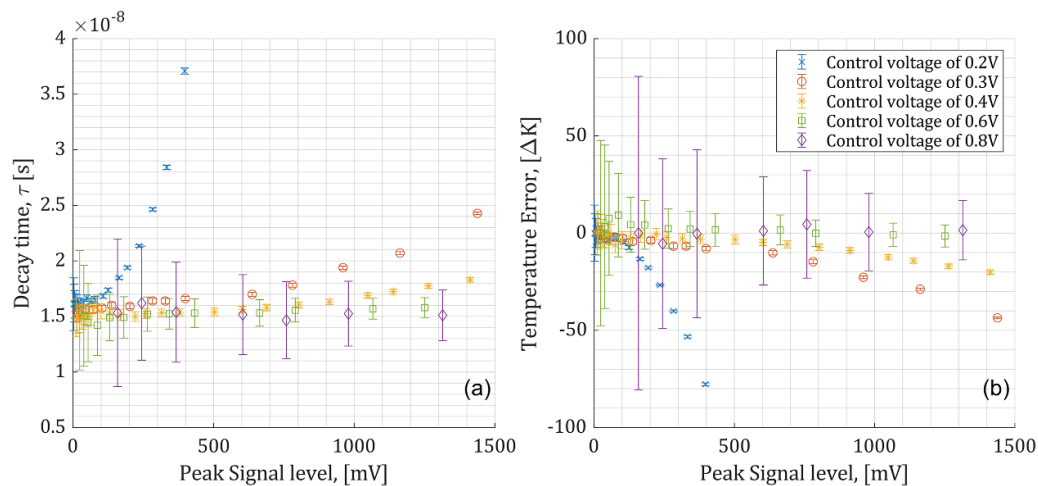 ×10⁻⁸
4
3.5
3
2.5
2
1.5
1
0.5
0
500
1000
1500
Decay time, τ [s]
Peak Signal level, [mV]
(a)
100
50
0
-50
-100
0
500
1000
1500
Temperature Error, [ΔK]
Peak Signal level, [mV]
Control voltage of 0.2V
Control voltage of 0.3V
Control voltage of 0.4V
Control voltage of 0.6V
Control voltage of 0.8V
(b)